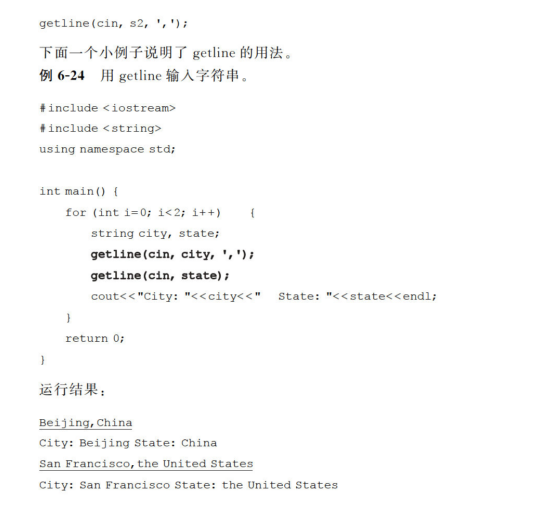 getline(cin, s2, ',');
下面一个小例子说明了 getline 的用法。
例 6-24 用 getline 输入字符串。
#include <iostream>
#include <string>
using namespace std;
int main() {
for (int i=0; i<2; i++) {
string city, state;
getline(cin, city, ',');
getline(cin, state);
cout<<"City: "<<city<<" State: "<<state<<endl;
}
return 0;
}
运行结果：
Beijing,China
City: Beijing State: China
San Francisco,the United States
City: San Francisco State: the United States